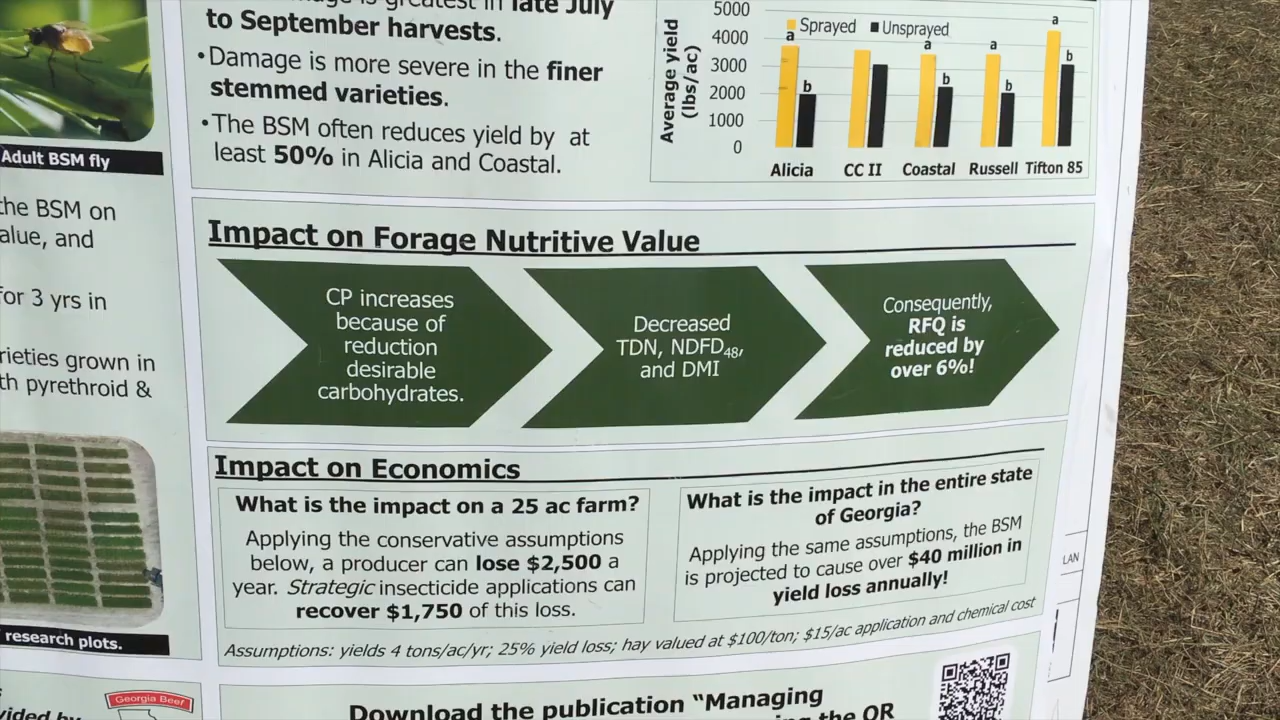 late July
to September harvests.
•Damage is more severe in the finer
stemmed varieties.
•The BSM often reduces yield by at
least 50% in Alicia and Coastal.
Average yield
(lbs/ac)
5000
4000
3000
2000
1000
0
Sprayed Unsprayed
a b
a b
a b
a b
Alicia CC II Coastal Russell Tifton 85
Adult BSM fly
the BSM on
alue, and
for 3 yrs in
rieties grown in
th pyrethroid &
research plots.
Georgia Beef
Impact on Forage Nutritive Value
CP increases
because of
reduction
desirable
carbohydrates.
Decreased
TDN, NDFD48,
and DMI
Consequently,
RFQ is
reduced by
over 6%!
Impact on Economics
What is the impact on a 25 ac farm?
Applying the conservative assumptions
below, a producer can lose $2,500 a
year. Strategic insecticide applications can
recover $1,750 of this loss.
What is the impact in the entire state
of Georgia?
Applying the same assumptions, the BSM
is projected to cause over $40 million in
yield loss annually!
Assumptions: yields 4 tons/ac/yr; 25% yield loss; hay valued at $100/ton; $15/ac application and chemical cost
Download the publication “Managing
the QR
LAN